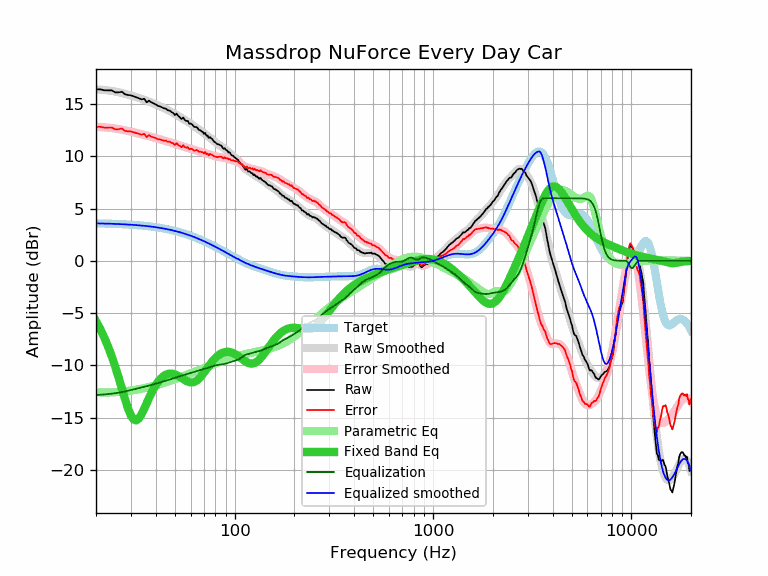 Massdrop NuForce Every Day Car
Amplitude (dBr)
15
10
5
0
−5
−10
−15
−20
Target
Raw Smoothed
Error Smoothed
Raw
Error
Parametric Eq
Fixed Band Eq
Equalization
Equalized smoothed
100
1000
10000
Frequency (Hz)